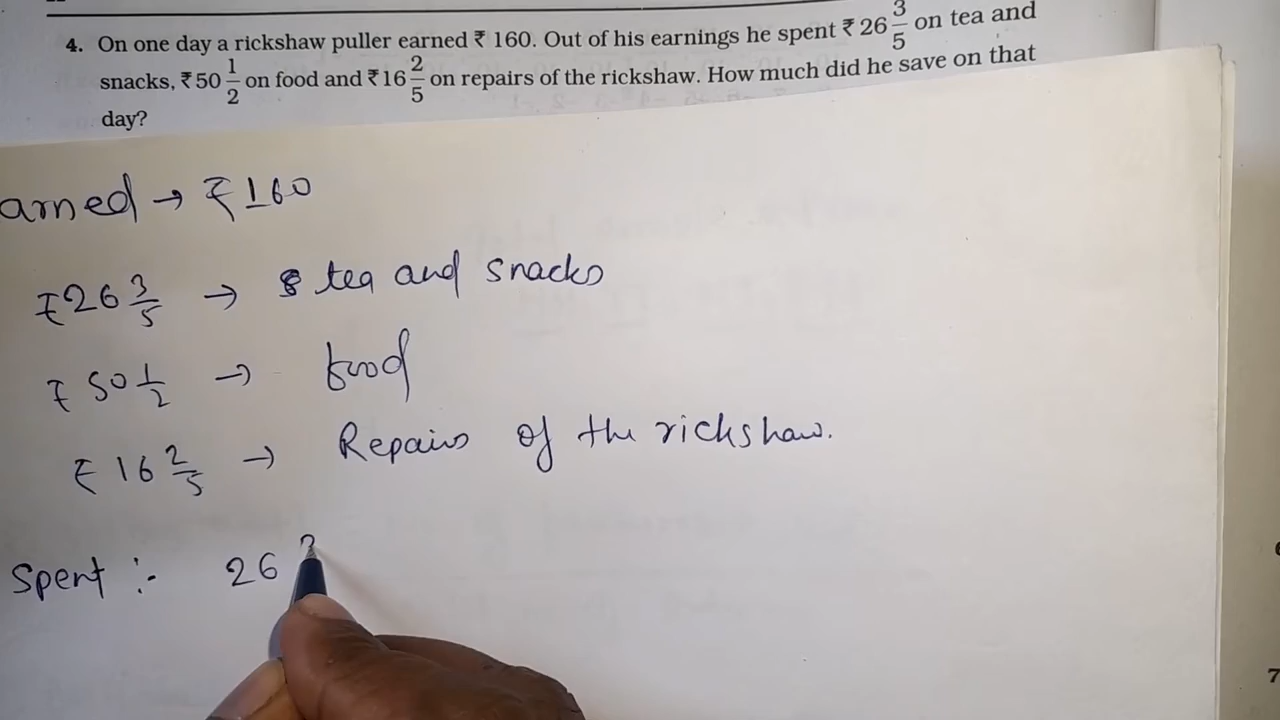 4. On one day a rickshaw puller earned ₹ 160. Out of his earnings he spent ₹ 26 3/5 on tea and
snacks, ₹ 50 1/2 on food and ₹ 16 2/5 on repairs of the rickshaw. How much did he save on that
day?
arned → ₹160
₹26 3/5 → tea and snacks
₹ 50 1/2 → food
₹ 16 2/5 → Repairs of the rickshaw.
Spent :- 26
7